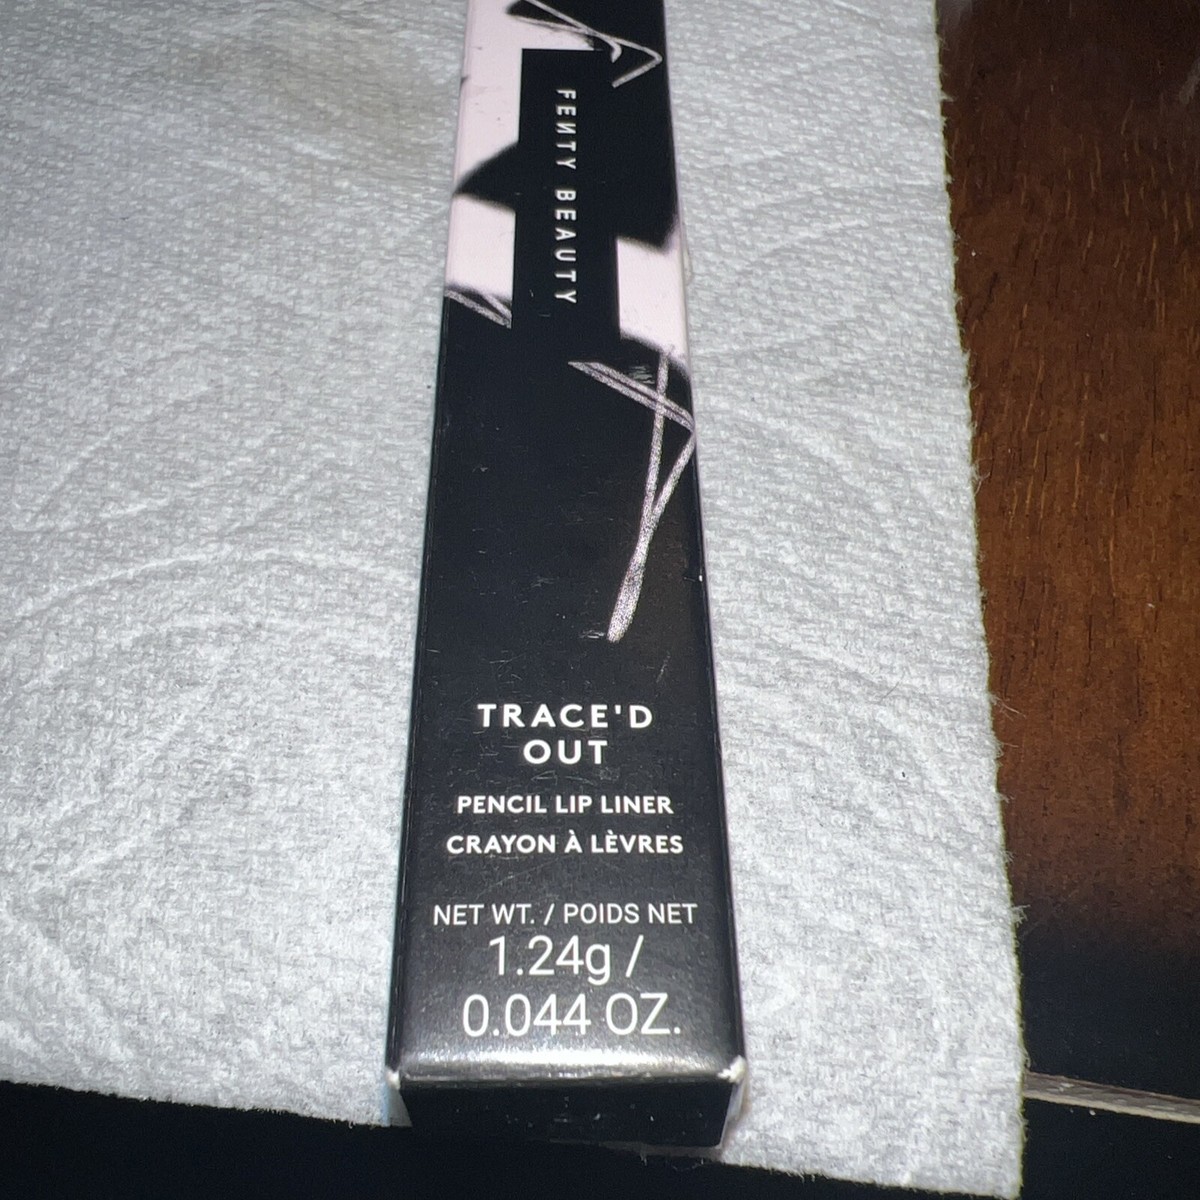 FENTY BEAUTY
TRACE'D
OUT
PENCIL LIP LINER
CRAYON À LÈVRES
NET WT. / POIDS NET
1.24g /
0.044 OZ.